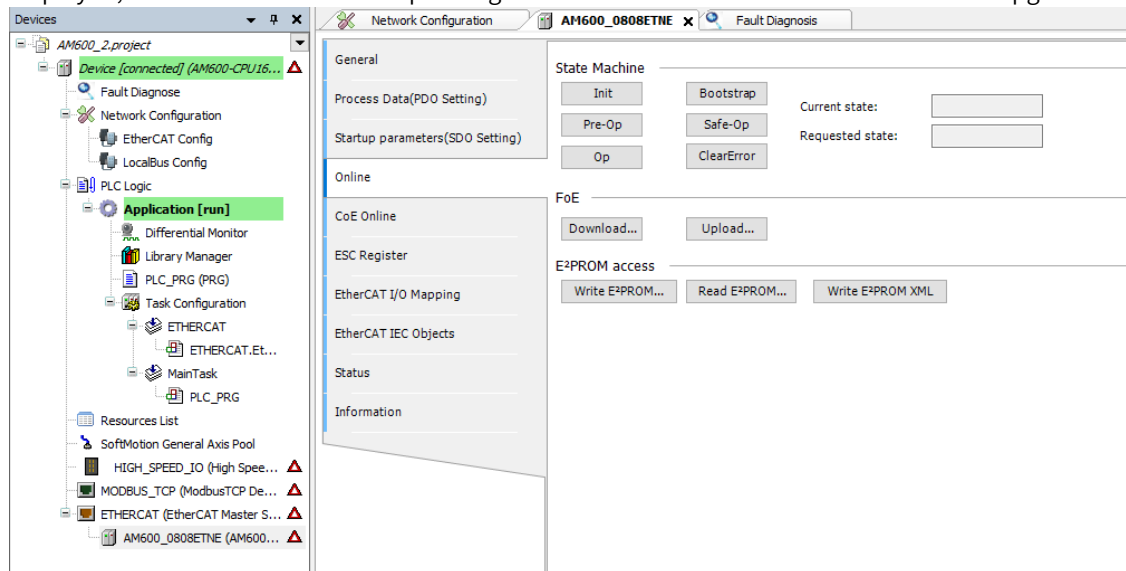 Devices
AM600_2.project
Device [connected] (AM600-CPU16...
Fault Diagnose
Network Configuration
EtherCAT Config
LocalBus Config
PLC Logic
Application [run]
Differential Monitor
Library Manager
PLC_PRG (PRG)
Task Configuration
ETHERCAT
ETHERCAT.Et...
MainTask
PLC_PRG
Resources List
SoftMotion General Axis Pool
HIGH_SPEED_IO (High Spee...
MODBUS_TCP (ModbusTCP De...
ETHERCAT (EtherCAT Master S...
AM600_0808ETNE (AM600...
Network Configuration
AM600_0808ETNE
Fault Diagnosis
General
Process Data(PDO Setting)
Startup parameters(SDO Setting)
Online
CoE Online
ESC Register
EtherCAT I/O Mapping
EtherCAT IEC Objects
Status
Information
State Machine
Init Bootstrap
Current state:
Pre-Op Safe-Op
Requested state:
Op ClearError
FoE
Download... Upload...
E²PROM access
Write E²PROM... Read E²PROM... Write E²PROM XML